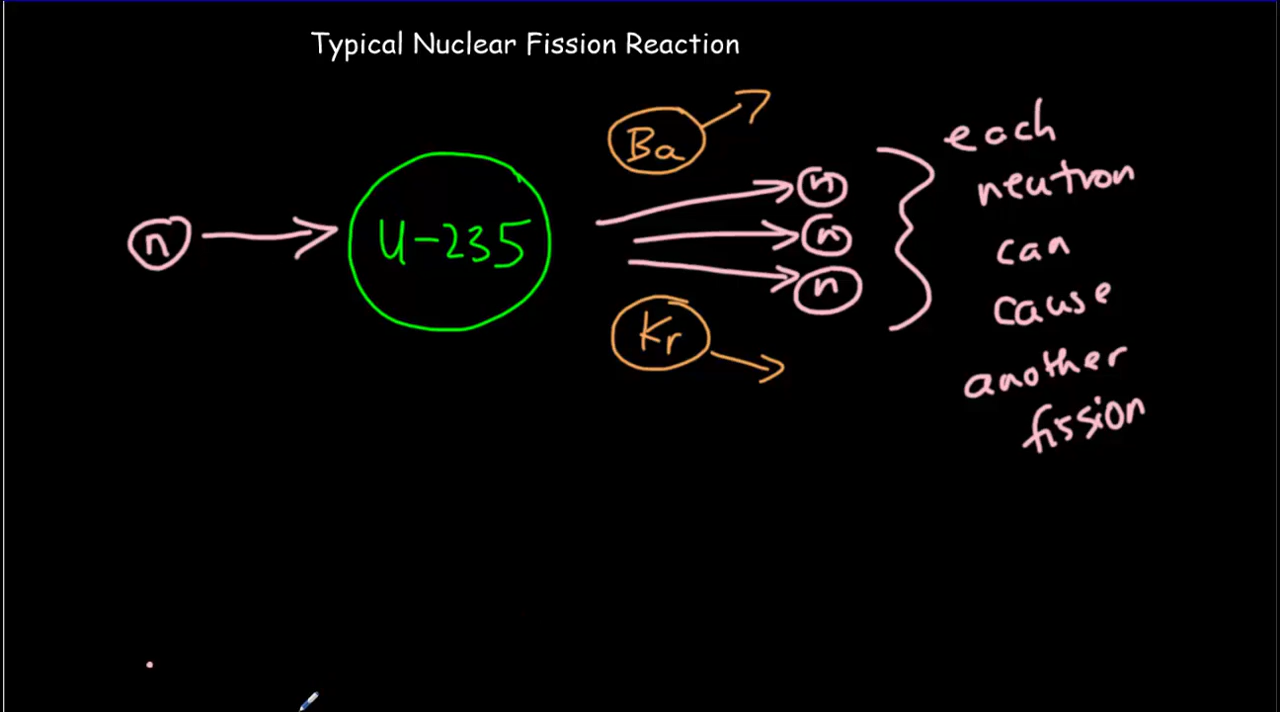 Typical Nuclear Fission Reaction
n
U-235
Ba
n
n
n
Kr
each
neutron
can
cause
another
fission